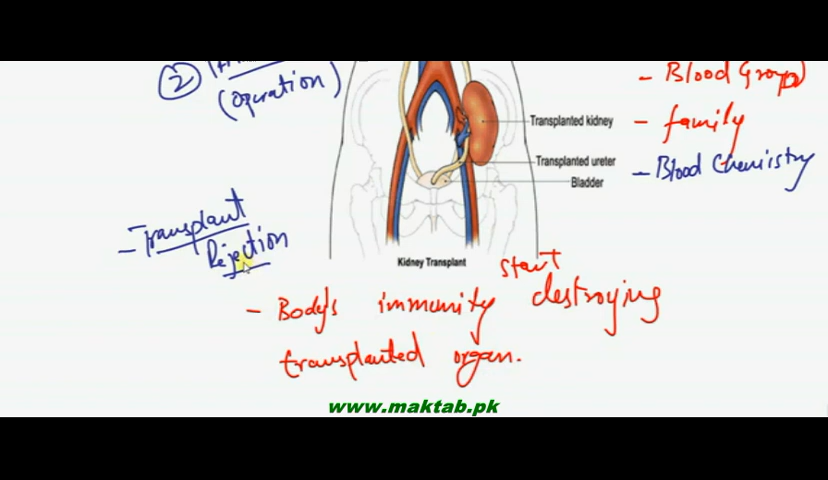 ②
(Operation)
- Blood Group
- family
- Blood Chemistry
Transplanted kidney
Transplanted ureter
Bladder
- Transplant
Rejection
Kidney Transplant
start
- Body's immunity destroying
transplanted organ.
www.maktab.pk